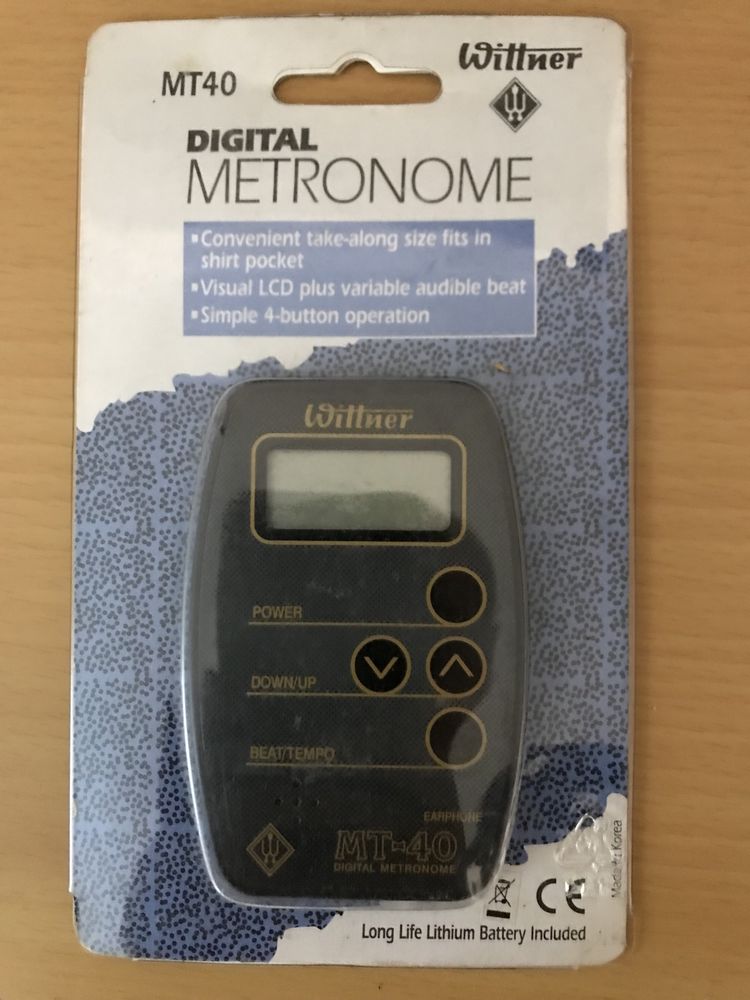 MT40
Wittner
DIGITAL
METRONOME
▪Convenient take-along size fits in
shirt pocket
▪Visual LCD plus variable audible beat
▪Simple 4-button operation
Wittner
POWER
DOWN/UP
BEAT/TEMPO
EARPHONE
MT-40
DIGITAL METRONOME
CE
Made in Korea
Long Life Lithium Battery Included